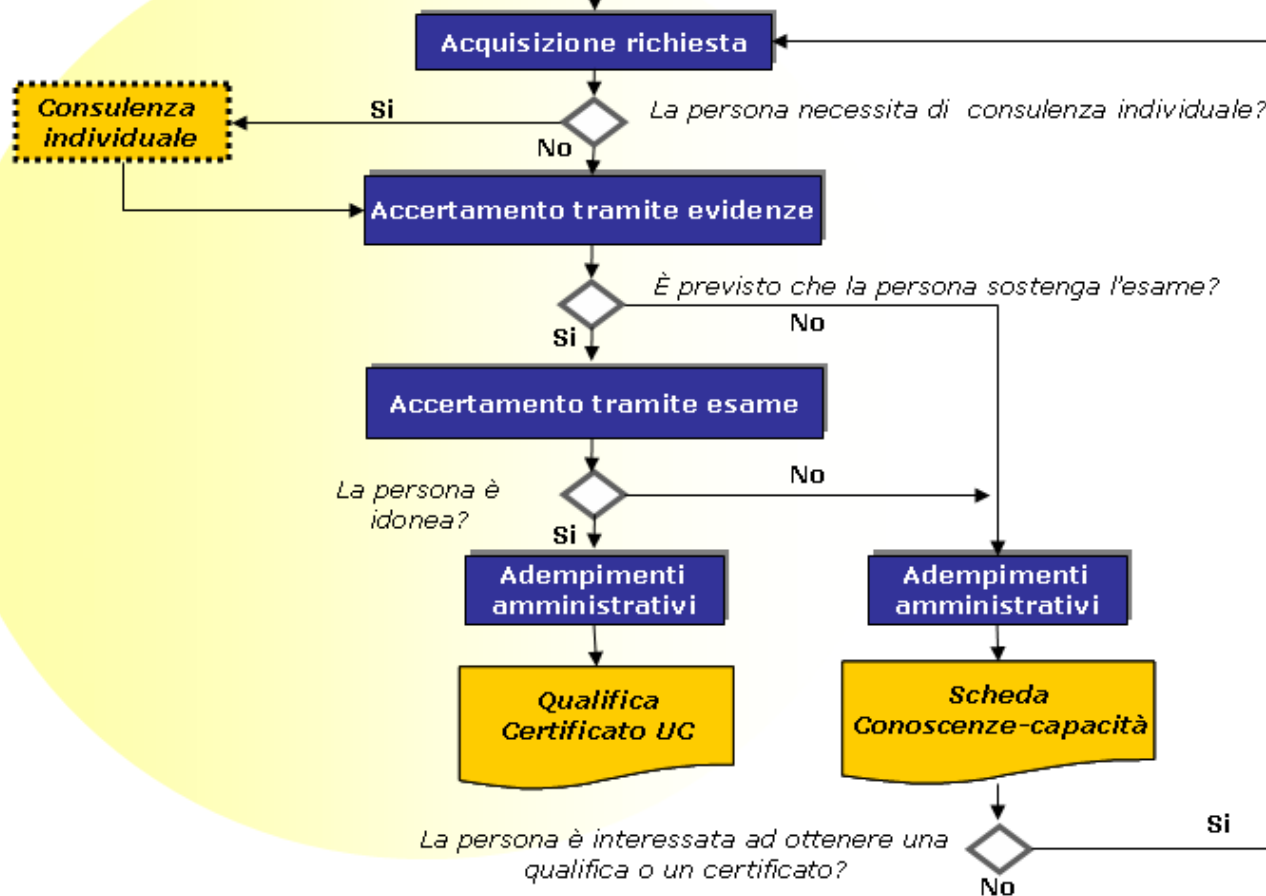 Acquisizione richiesta
Consulenza
individuale
Si
La persona necessita di consulenza individuale?
No
Accertamento tramite evidenze
È previsto che la persona sostenga l'esame?
No
Si
Accertamento tramite esame
La persona è
idonea?
No
Si
Adempimenti
amministrativi
Adempimenti
amministrativi
Qualifica
Certificato UC
Scheda
Conoscenze-capacità
La persona è interessata ad ottenere una
qualifica o un certificato?
Si
No